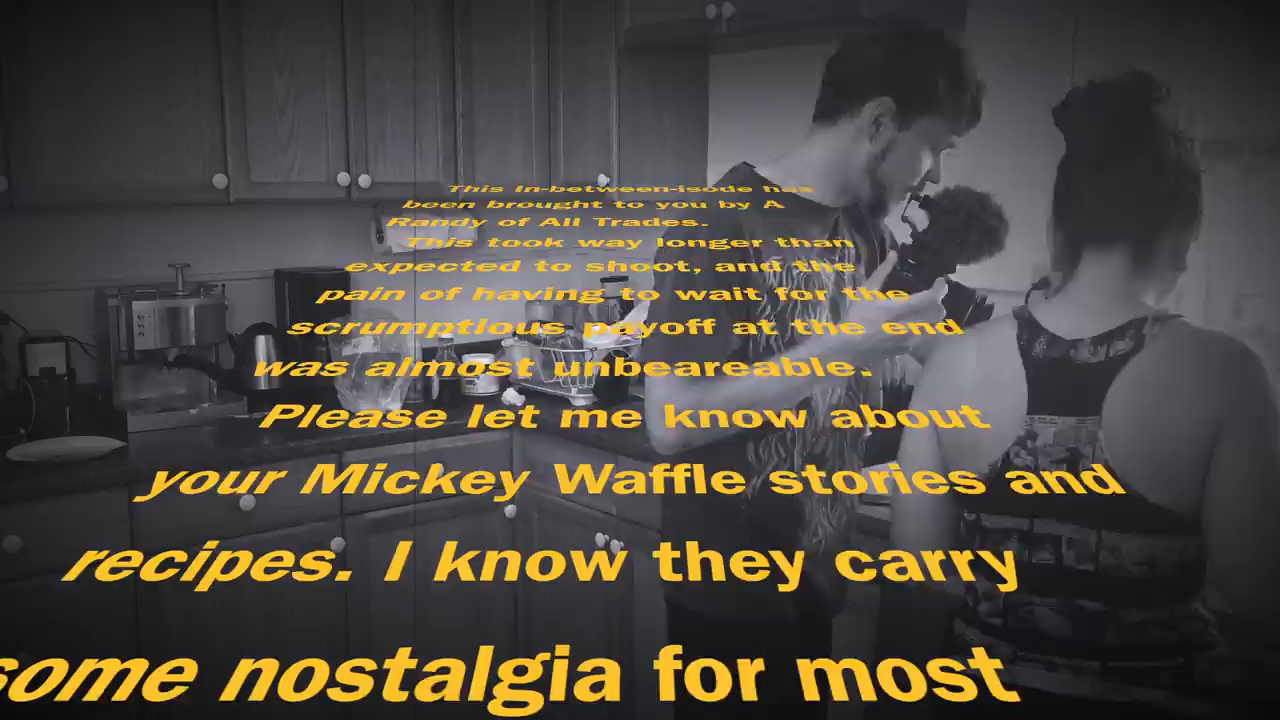 This In-between-isode has
been brought to you by A
Randy of All Trades.
This took way longer than
expected to shoot, and the
pain of having to wait for the
scrumptious payoff at the end
was almost unbeareable.
Please let me know about
your Mickey Waffle stories and
recipes. I know they carry
some nostalgia for most